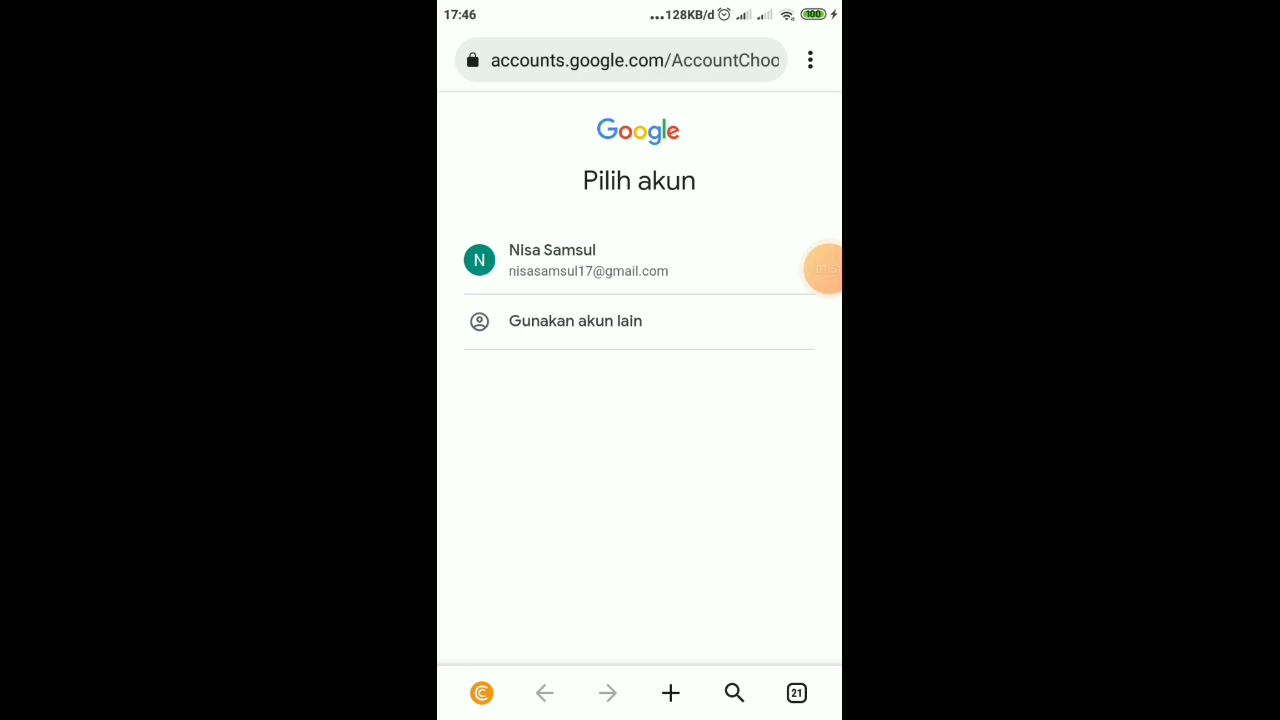 17:46
...128KB/d
100
accounts.google.com/AccountChoo
Google
Pilih akun
N
Nisa Samsul
nisasamsul17@gmail.com
Gunakan akun lain
21